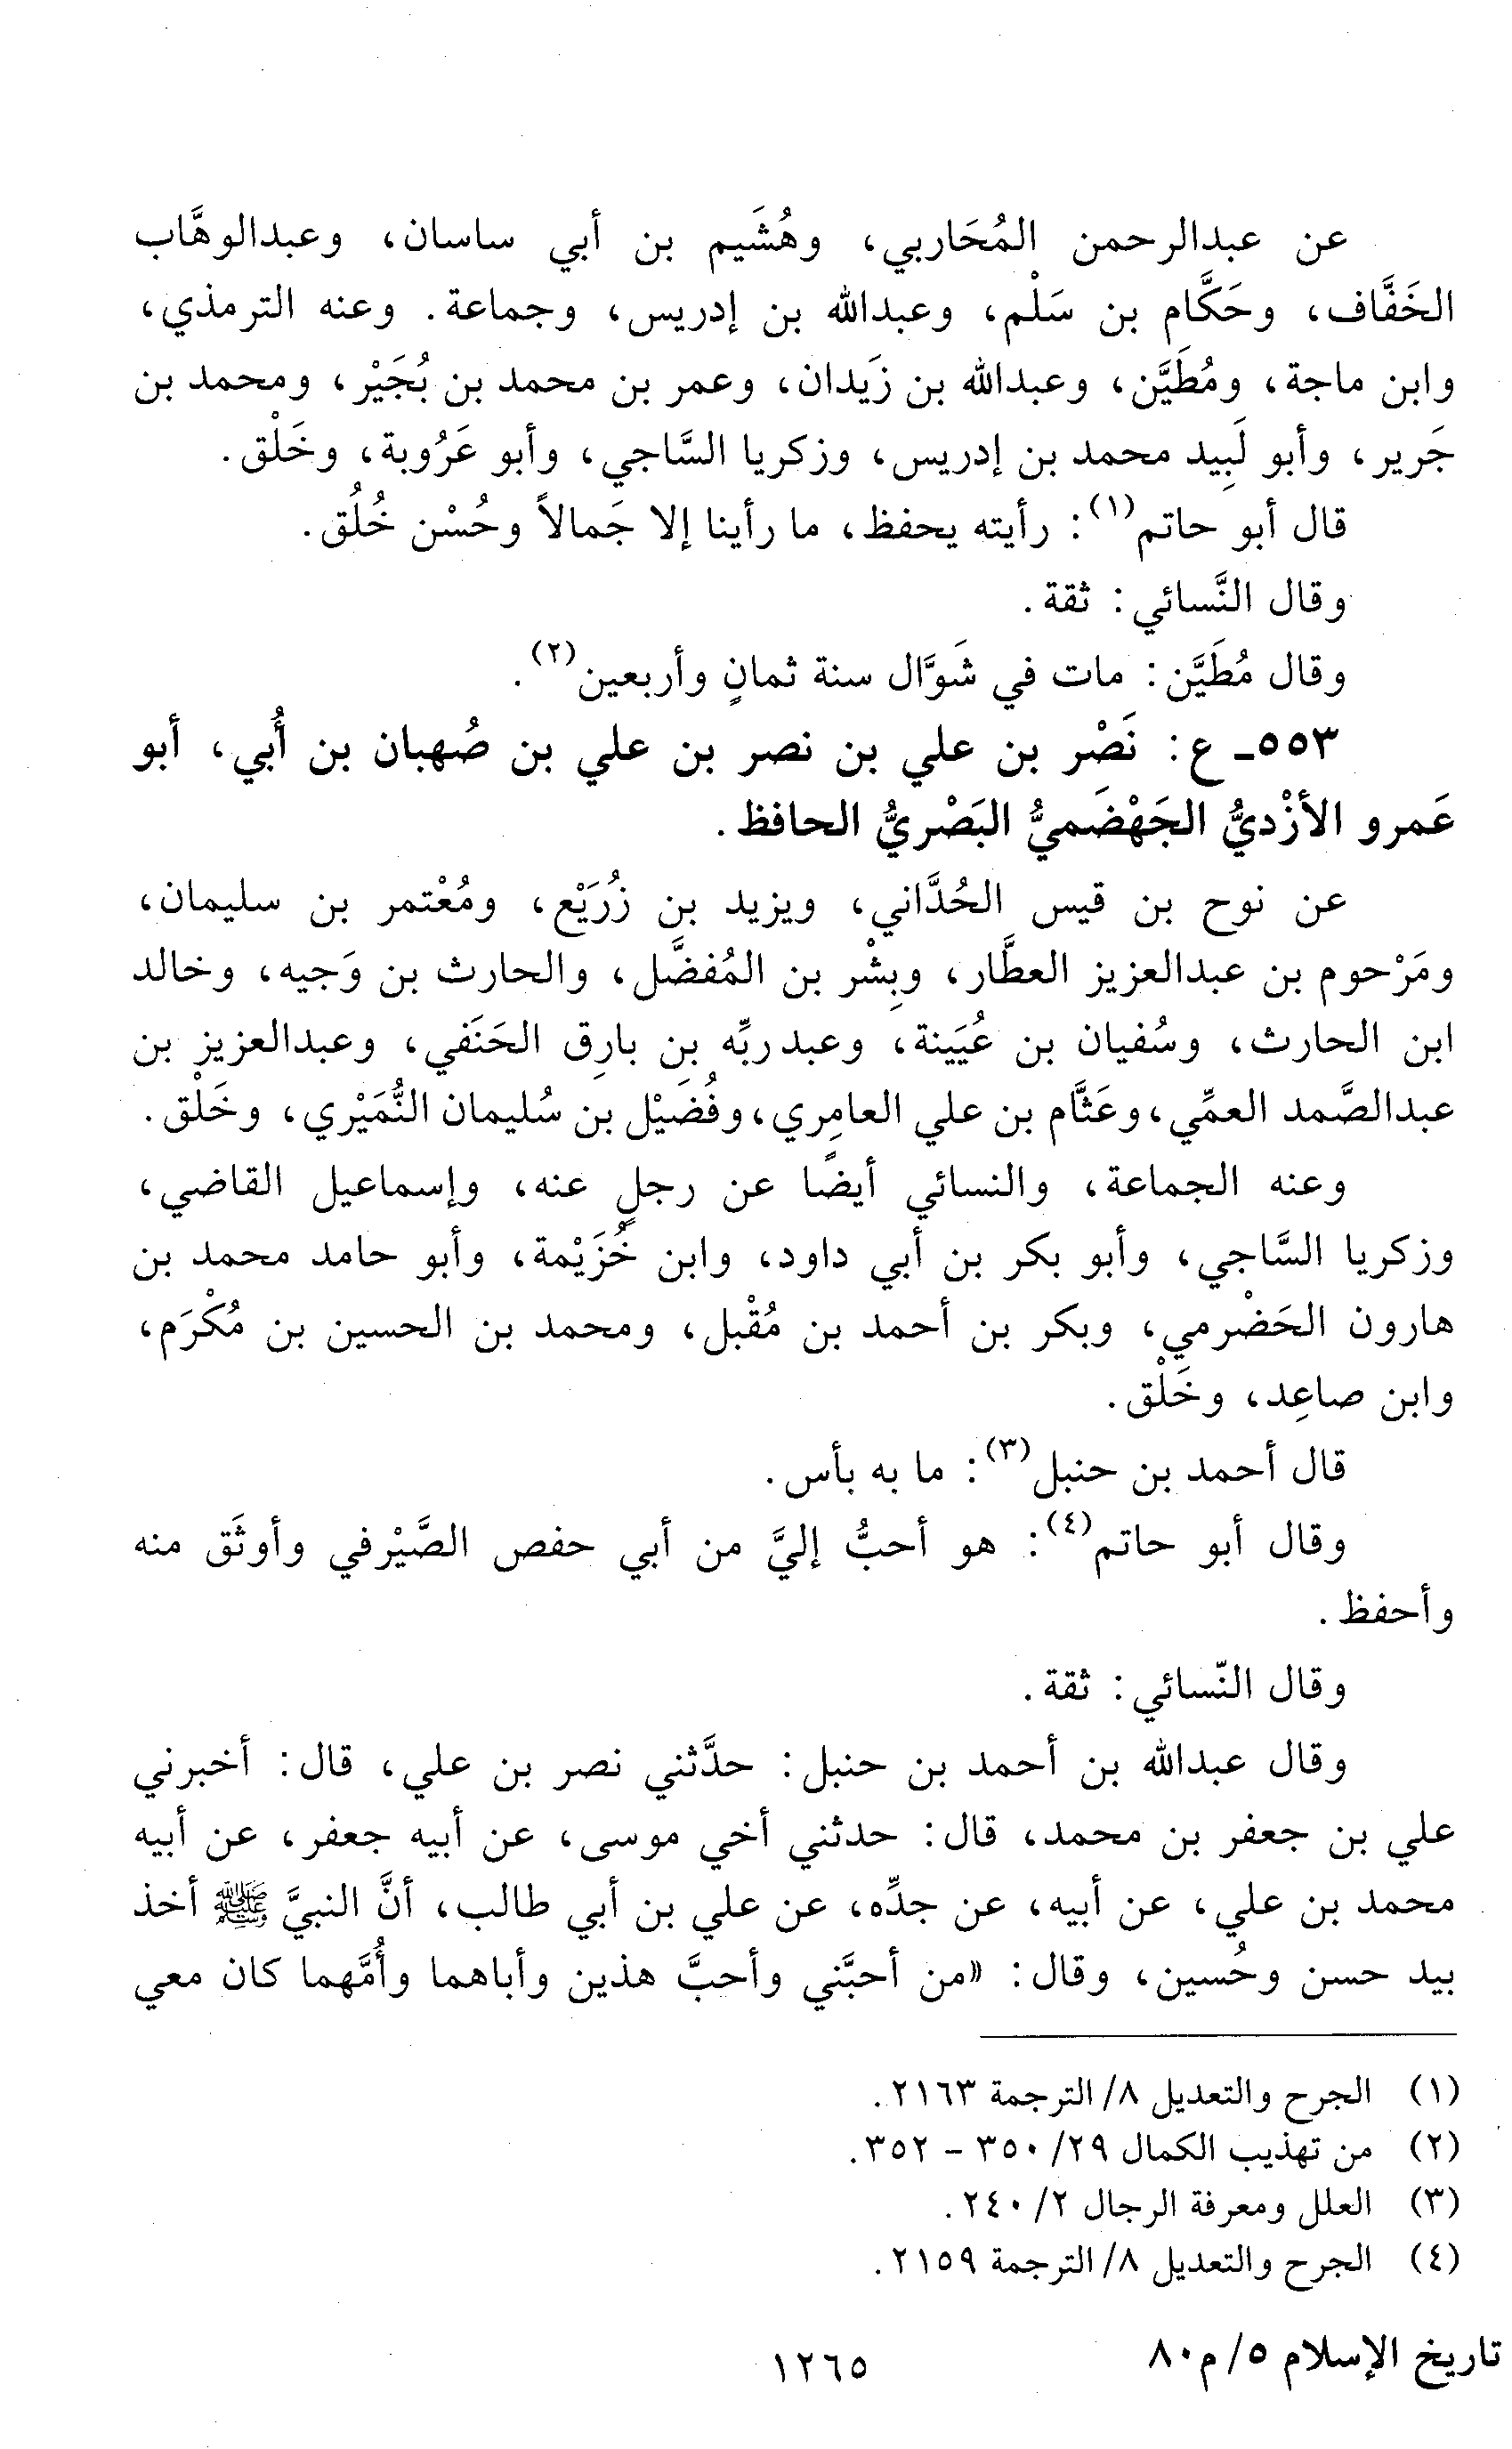 عن عبدالرحمن المُحَاربي، وهُشَيم بن أبي ساسان، وعبدالوهَّاب
الخَفَّاف، وحَكَّام بن سَلْم، وعبدالله بن إدريس، وجماعة. وعنه الترمذي،
وابن ماجة، ومُطَيَّن، وعبدالله بن زَيدان، وعمر بن محمد بن بُجَيْر، ومحمد بن
جَرير، وأبو لَبِيد محمد بن إدريس، وزكريا السَّاجي، وأبو عَرُوبة، وخَلْق.
قال أبو حاتم(١): رأيته يحفظ، ما رأينا إلا جَمالاً وحُسْن خُلُق.
وقال النَّسائي: ثقة.
وقال مُطَيَّن: مات في شَوَّال سنة ثمانٍ وأربعين(٢).
٥٥٣ـ ع: نَصْر بن علي بن نصر بن علي بن صُهبان بن أُبي، أبو
عَمرو الأزْديُّ الجَهْضَميُّ البَصْريُّ الحافظ.
عن نوح بن قيس الحُدَّاني، ويزيد بن زُرَيْع، ومُعْتمر بن سليمان،
ومَرْحوم بن عبدالعزيز العطَّار، وبِشْر بن المُفضَّل، والحارث بن وَجيه، وخالد
ابن الحارث، وسُفيان بن عُيَينة، وعبدربِّه بن بارِق الحَنَفي، وعبدالعزيز بن
عبدالصَّمد العمِّي، وعَثَّام بن علي العامِري، وفُضَيْل بن سُليمان النُّمَيْري، وخَلْق.
وعنه الجماعة، والنسائي أيضًا عن رجلٍ عنه، وإسماعيل القاضي،
وزكريا السَّاجي، وأبو بكر بن أبي داود، وابن خُزَيْمة، وأبو حامد محمد بن
هارون الحَضْرمي، وبكر بن أحمد بن مُقْبل، ومحمد بن الحسين بن مُكْرَم،
وابن صاعِد، وخَلْق.
قال أحمد بن حنبل(٣): ما به بأس.
وقال أبو حاتم(٤): هو أحبُّ إليَّ من أبي حفص الصَّيْرفي وأوثَق منه
وأحفظ.
وقال النّسائي: ثقة.
وقال عبدالله بن أحمد بن حنبل: حدَّثني نصر بن علي، قال: أخبرني
علي بن جعفر بن محمد، قال: حدثني أخي موسى، عن أبيه جعفر، عن أبيه
محمد بن علي، عن أبيه، عن جدِّه، عن علي بن أبي طالب، أنَّ النبيَّ ﷺ أخذ
بيد حسن وحُسين، وقال: «من أحبَّني وأحبَّ هذين وأباهما وأُمَّهما كان معي
(١) الجرح والتعديل ٨/ الترجمة ٢١٦٣.
(٢) من تهذيب الكمال ٢٩/ ٣٥٠ - ٣٥٢.
(٣) العلل ومعرفة الرجال ٢/ ٢٤٠.
(٤) الجرح والتعديل ٨/ الترجمة ٢١٥٩.
تاريخ الإسلام ٥/ م٨٠
١٢٦٥